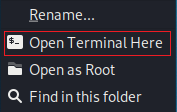 Rename...
Open Terminal Here
Open as Root
Find in this folder